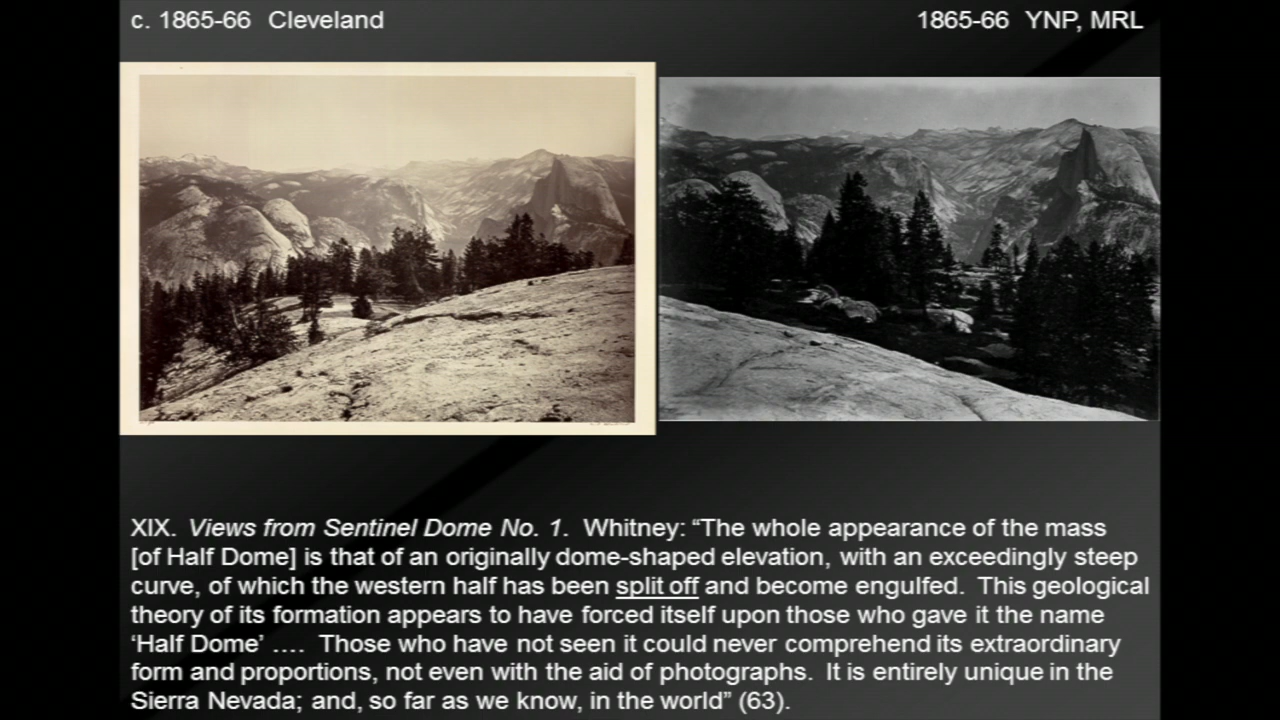 c. 1865-66 Cleveland
1865-66 YNP, MRL
XIX. Views from Sentinel Dome No. 1. Whitney: “The whole appearance of the mass
[of Half Dome] is that of an originally dome-shaped elevation, with an exceedingly steep
curve, of which the western half has been split off and become engulfed. This geological
theory of its formation appears to have forced itself upon those who gave it the name
‘Half Dome’ …. Those who have not seen it could never comprehend its extraordinary
form and proportions, not even with the aid of photographs. It is entirely unique in the
Sierra Nevada; and, so far as we know, in the world” (63).